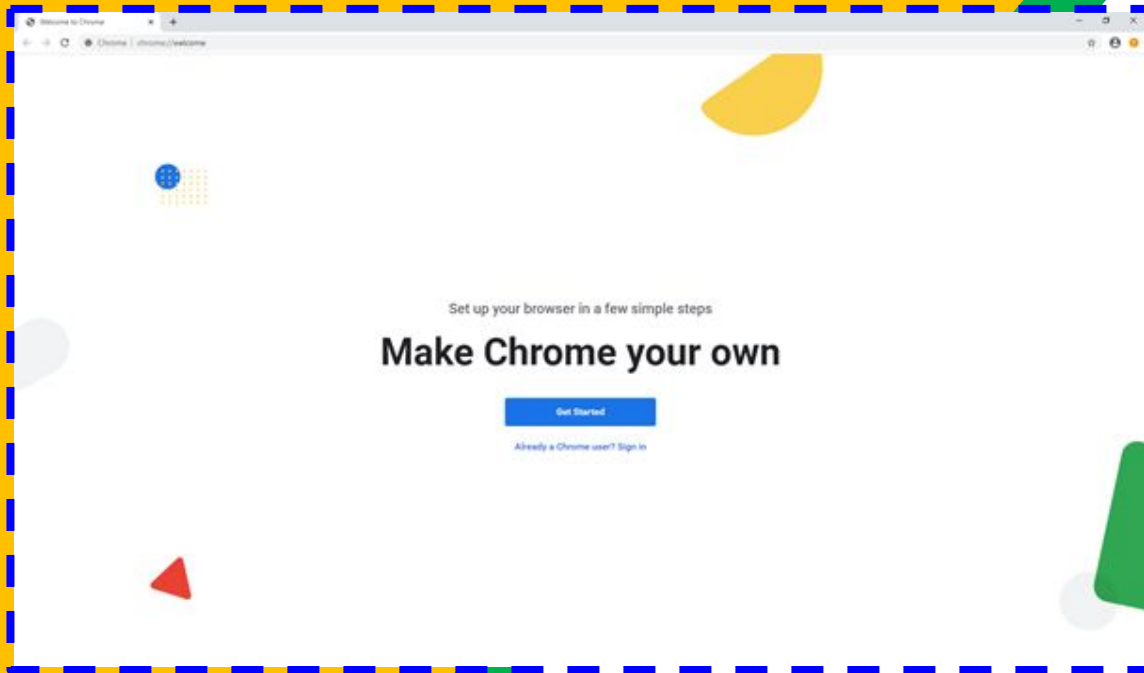 Welcome to Chrome
Chrome | chrome://welcome
Set up your browser in a few simple steps
Make Chrome your own
Get Started
Already a Chrome user? Sign in